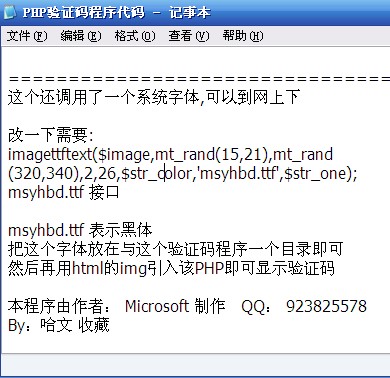 PHP验证码程序代码 - 记事本
文件(F) 编辑(E) 格式(O) 查看(V) 帮助(H)
===================================
这个还调用了一个系统字体,可以到网上下
改一下需要:
imagettftext($image,mt_rand(15,21),mt_rand
(320,340),2,26,$str_color,'msyhbd.ttf',$str_one);
msyhbd.ttf 接口
msyhbd.ttf 表示黑体
把这个字体放在与这个验证码程序一个目录即可
然后再用html的img引入该PHP即可显示验证码
本程序由作者： Microsoft 制作 QQ： 923825578
By：哈文 收藏